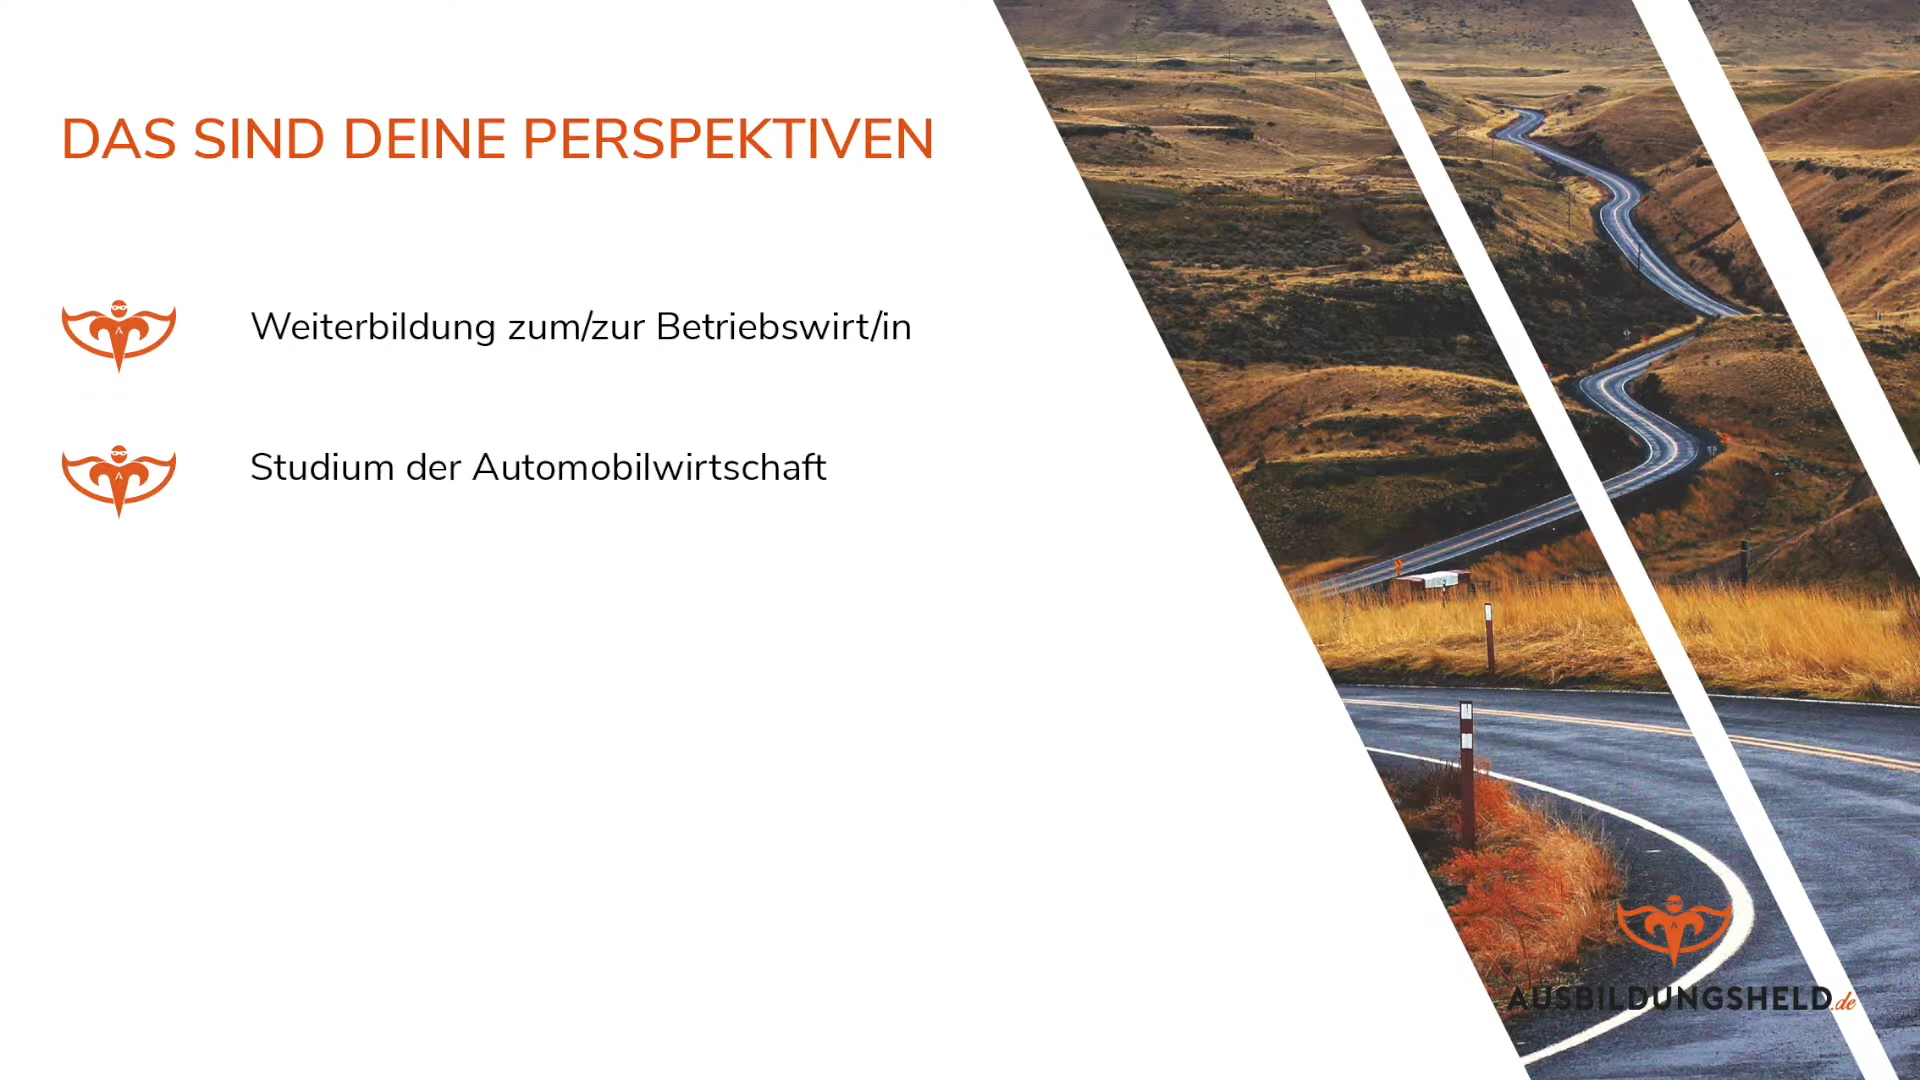 DAS SIND DEINE PERSPEKTIVEN
Weiterbildung zum/zur Betriebswirt/in
Studium der Automobilwirtschaft
AUSBILDUNGSHELD.de